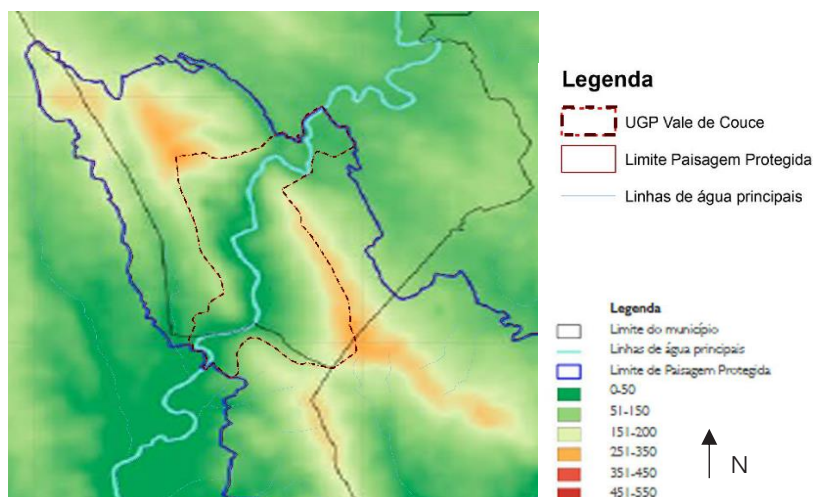 Legenda
UGP Vale de Couce
Limite Paisagem Protegida
Linhas de água principais
Legenda
Limite do município
Linhas de água principais
Limite de Paisagem Protegida
0-50
51-150
151-200
251-350
351-450
451-550
N